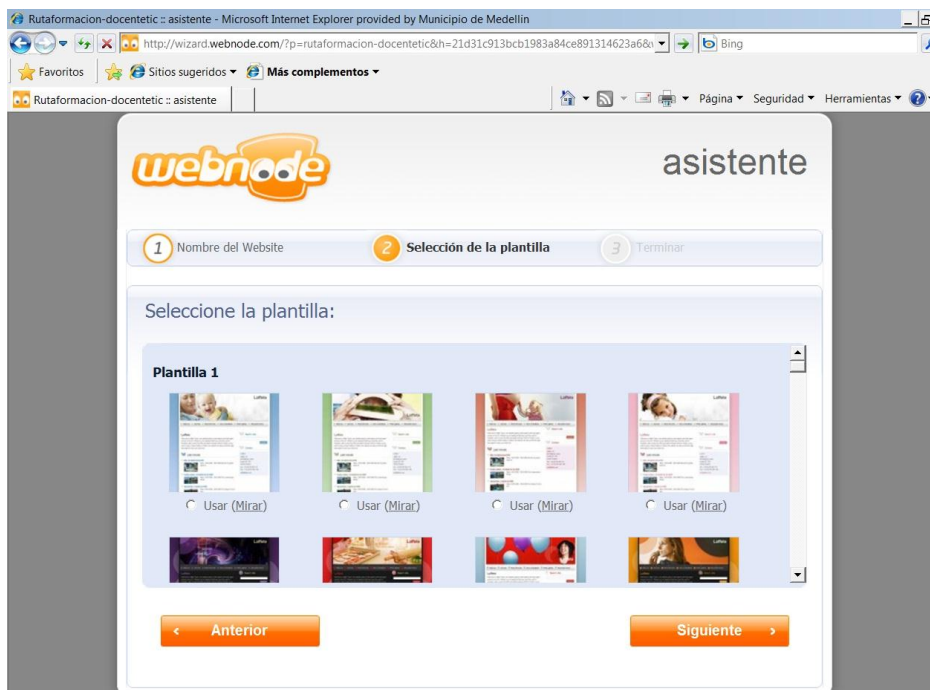 Rutaformacion-docentetic :: asistente - Microsoft Internet Explorer provided by Municipio de Medellin
http://wizard.webnode.com/?p=rutaformacion-docentetic&h=21d31c913bcb1983a84ce891314623a6&
Bing
Favoritos Sitios sugeridos Más complementos
Rutaformacion-docentetic :: asistente
Página Seguridad Herramientas
webnode
asistente
1 Nombre del Website 2 Selección de la plantilla 3 Terminar
Seleccione la plantilla:
Plantilla 1
Usar (Mirar) Usar (Mirar) Usar (Mirar) Usar (Mirar)
‹ Anterior Siguiente ›